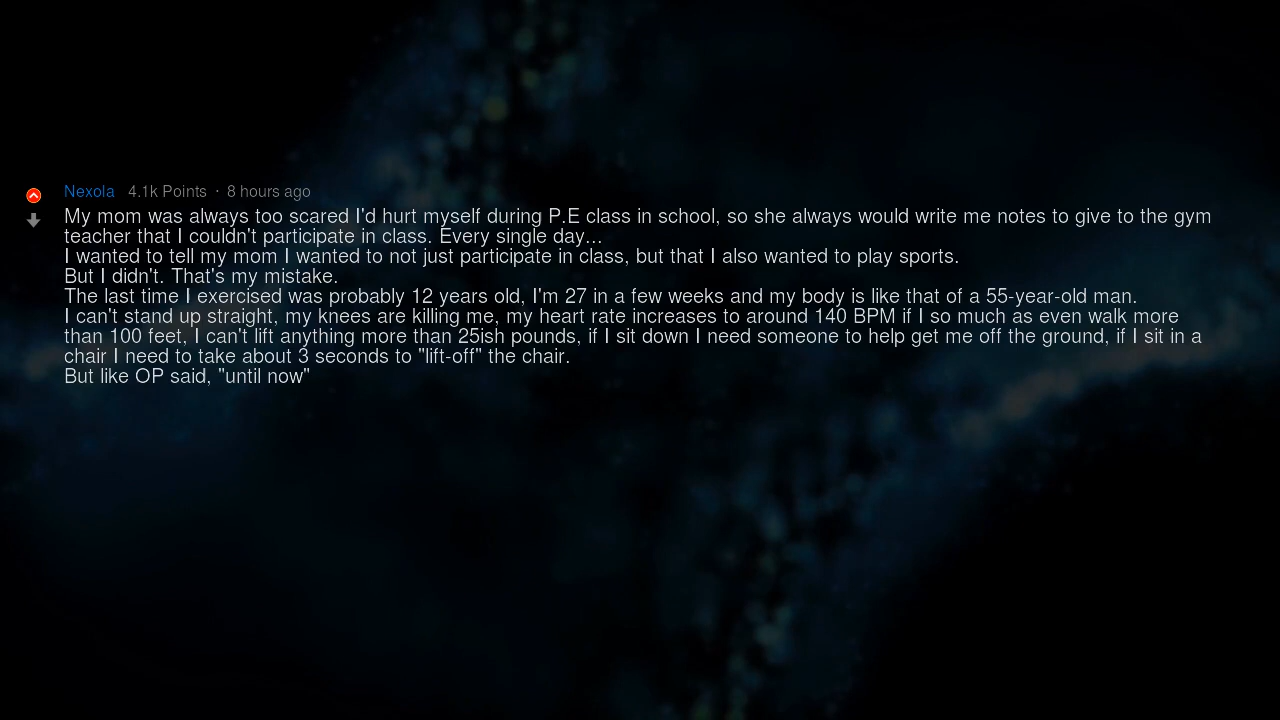 Nexola 4.1k Points · 8 hours ago
My mom was always too scared I'd hurt myself during P.E class in school, so she always would write me notes to give to the gym
teacher that I couldn't participate in class. Every single day...
I wanted to tell my mom I wanted to not just participate in class, but that I also wanted to play sports.
But I didn't. That's my mistake.
The last time I exercised was probably 12 years old, I'm 27 in a few weeks and my body is like that of a 55-year-old man.
I can't stand up straight, my knees are killing me, my heart rate increases to around 140 BPM if I so much as even walk more
than 100 feet, I can't lift anything more than 25ish pounds, if I sit down I need someone to help get me off the ground, if I sit in a
chair I need to take about 3 seconds to "lift-off" the chair.
But like OP said, "until now"